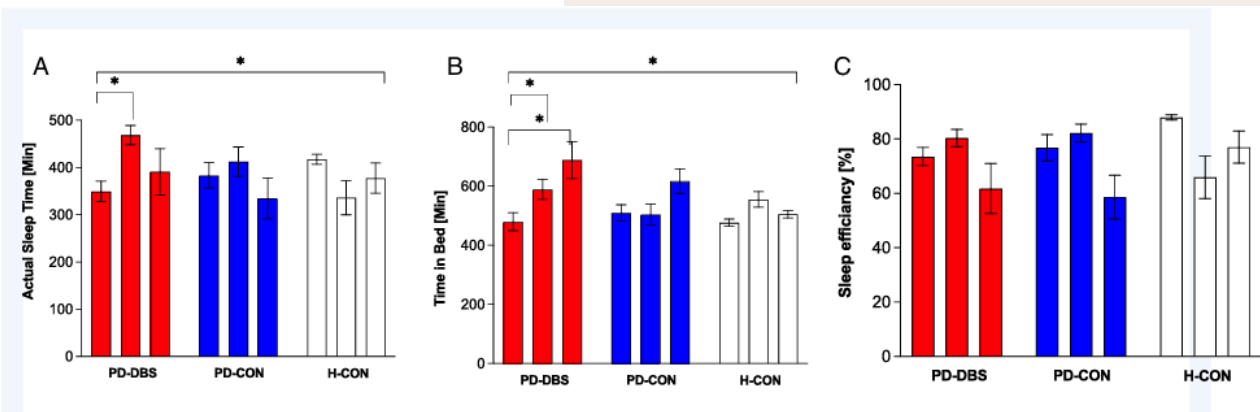 A
*
*
Actual Sleep Time [Min]
500
400
300
200
100
0
PD-DBS PD-CON H-CON
B
*
*
*
Time in Bed [Min]
800
600
400
200
0
PD-DBS PD-CON H-CON
C
Sleep efficiancy [%]
100
80
60
40
20
0
PD-DBS PD-CON H-CON